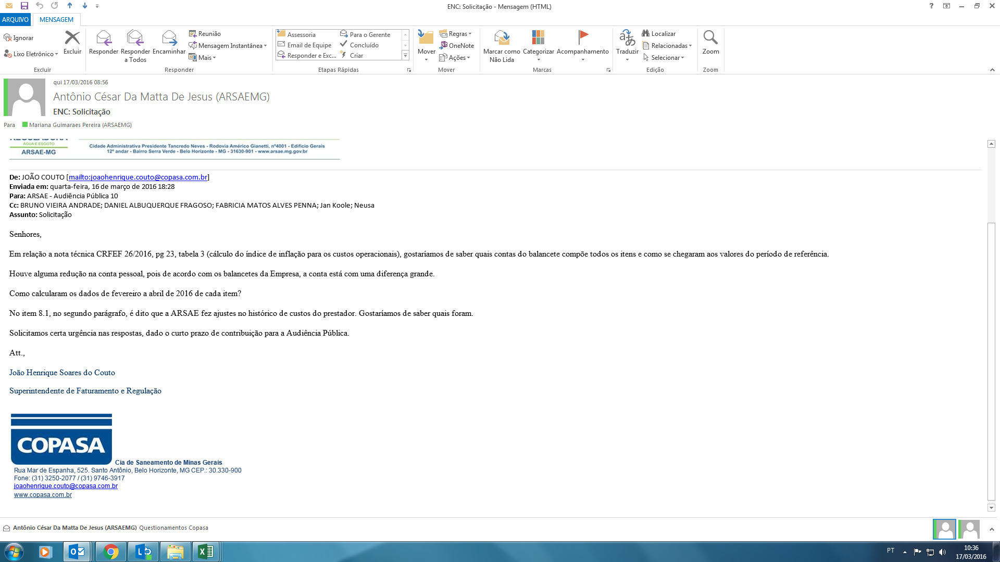 ENC: Solicitação - Mensagem (HTML)
ARQUIVO
MENSAGEM
Ignorar
Lixo Eletrônico
Excluir
Excluir
Responder
Responder a Todos
Encaminhar
Reunião
Mensagem Instantânea
Mais
Responder
Assessoria
Email de Equipe
Responder e Exc...
Para o Gerente
Concluído
Criar
Etapas Rápidas
Mover
Regras
OneNote
Ações
Mover
Marcar como Não Lida
Categorizar
Acompanhamento
Marcas
Traduzir
Localizar
Relacionadas
Selecionar
Edição
Zoom
Zoom
qui 17/03/2016 08:56
Antônio César Da Matta De Jesus (ARSAEMG)
ENC: Solicitação
Para Mariana Guimaraes Pereira (ARSAEMG)
REGULADORA
ÁGUA E ESGOTO
ARSAE-MG
Cidade Administrativa Presidente Tancredo Neves - Rodovia Américo Gianetti, nº4001 - Edifício Gerais
12º andar - Bairro Serra Verde - Belo Horizonte - MG - 31630-901 - www.arsae.mg.gov.br
De: JOÃO COUTO [mailto:joaohenrique.couto@copasa.com.br]
Enviada em: quarta-feira, 16 de março de 2016 18:28
Para: ARSAE - Audiência Pública 10
Cc: BRUNO VIEIRA ANDRADE; DANIEL ALBUQUERQUE FRAGOSO; FABRICIA MATOS ALVES PENNA; Jan Koole; Neusa
Assunto: Solicitação
Senhores,
Em relação a nota técnica CRFEF 26/2016, pg 23, tabela 3 (cálculo do índice de inflação para os custos operacionais), gostaríamos de saber quais contas do balancete compõe todos os itens e como se chegaram aos valores do período de referência.
Houve alguma redução na conta pessoal, pois de acordo com os balancetes da Empresa, a conta está com uma diferença grande.
Como calcularam os dados de fevereiro a abril de 2016 de cada item?
No item 8.1, no segundo parágrafo, é dito que a ARSAE fez ajustes no histórico de custos do prestador. Gostaríamos de saber quais foram.
Solicitamos certa urgência nas respostas, dado o curto prazo de contribuição para a Audiência Pública.
Att.,
João Henrique Soares do Couto
Superintendente de Faturamento e Regulação
COPASA
Cia de Saneamento de Minas Gerais
Rua Mar de Espanha, 525. Santo Antônio, Belo Horizonte, MG CEP.: 30.330-900
Fone: (31) 3250-2077 / (31) 9746-3917
joaohenrique.couto@copasa.com.br
www.copasa.com.br
Antônio César Da Matta De Jesus (ARSAEMG) Questionamentos Copasa
PT
10:36
17/03/2016